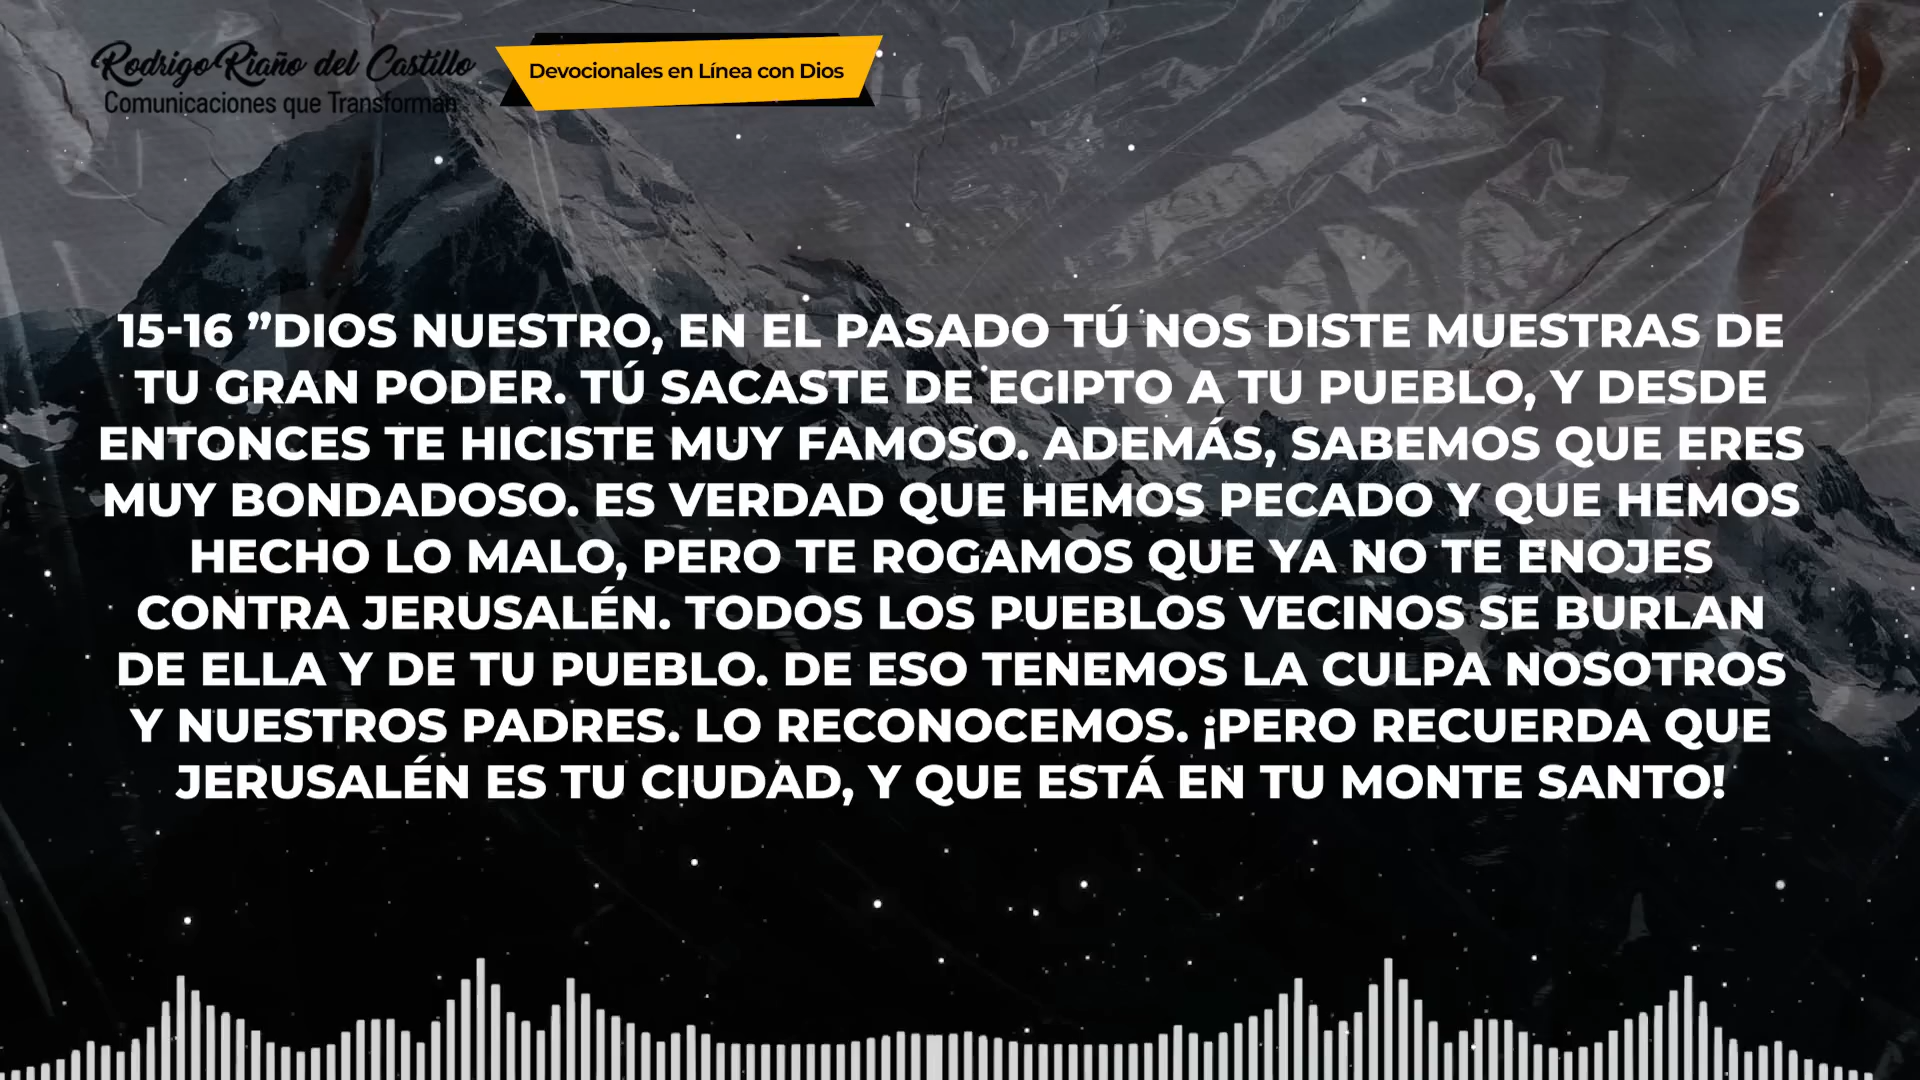 Rodrigo Riaño del Castillo
Comunicaciones que Transforman
Devocionales en Línea con Dios
15-16 ”DIOS NUESTRO, EN EL PASADO TÚ NOS DISTE MUESTRAS DE
TU GRAN PODER. TÚ SACASTE DE EGIPTO A TU PUEBLO, Y DESDE
ENTONCES TE HICISTE MUY FAMOSO. ADEMÁS, SABEMOS QUE ERES
MUY BONDADOSO. ES VERDAD QUE HEMOS PECADO Y QUE HEMOS
HECHO LO MALO, PERO TE ROGAMOS QUE YA NO TE ENOJES
CONTRA JERUSALÉN. TODOS LOS PUEBLOS VECINOS SE BURLAN
DE ELLA Y DE TU PUEBLO. DE ESO TENEMOS LA CULPA NOSOTROS
Y NUESTROS PADRES. LO RECONOCEMOS. ¡PERO RECUERDA QUE
JERUSALÉN ES TU CIUDAD, Y QUE ESTÁ EN TU MONTE SANTO!